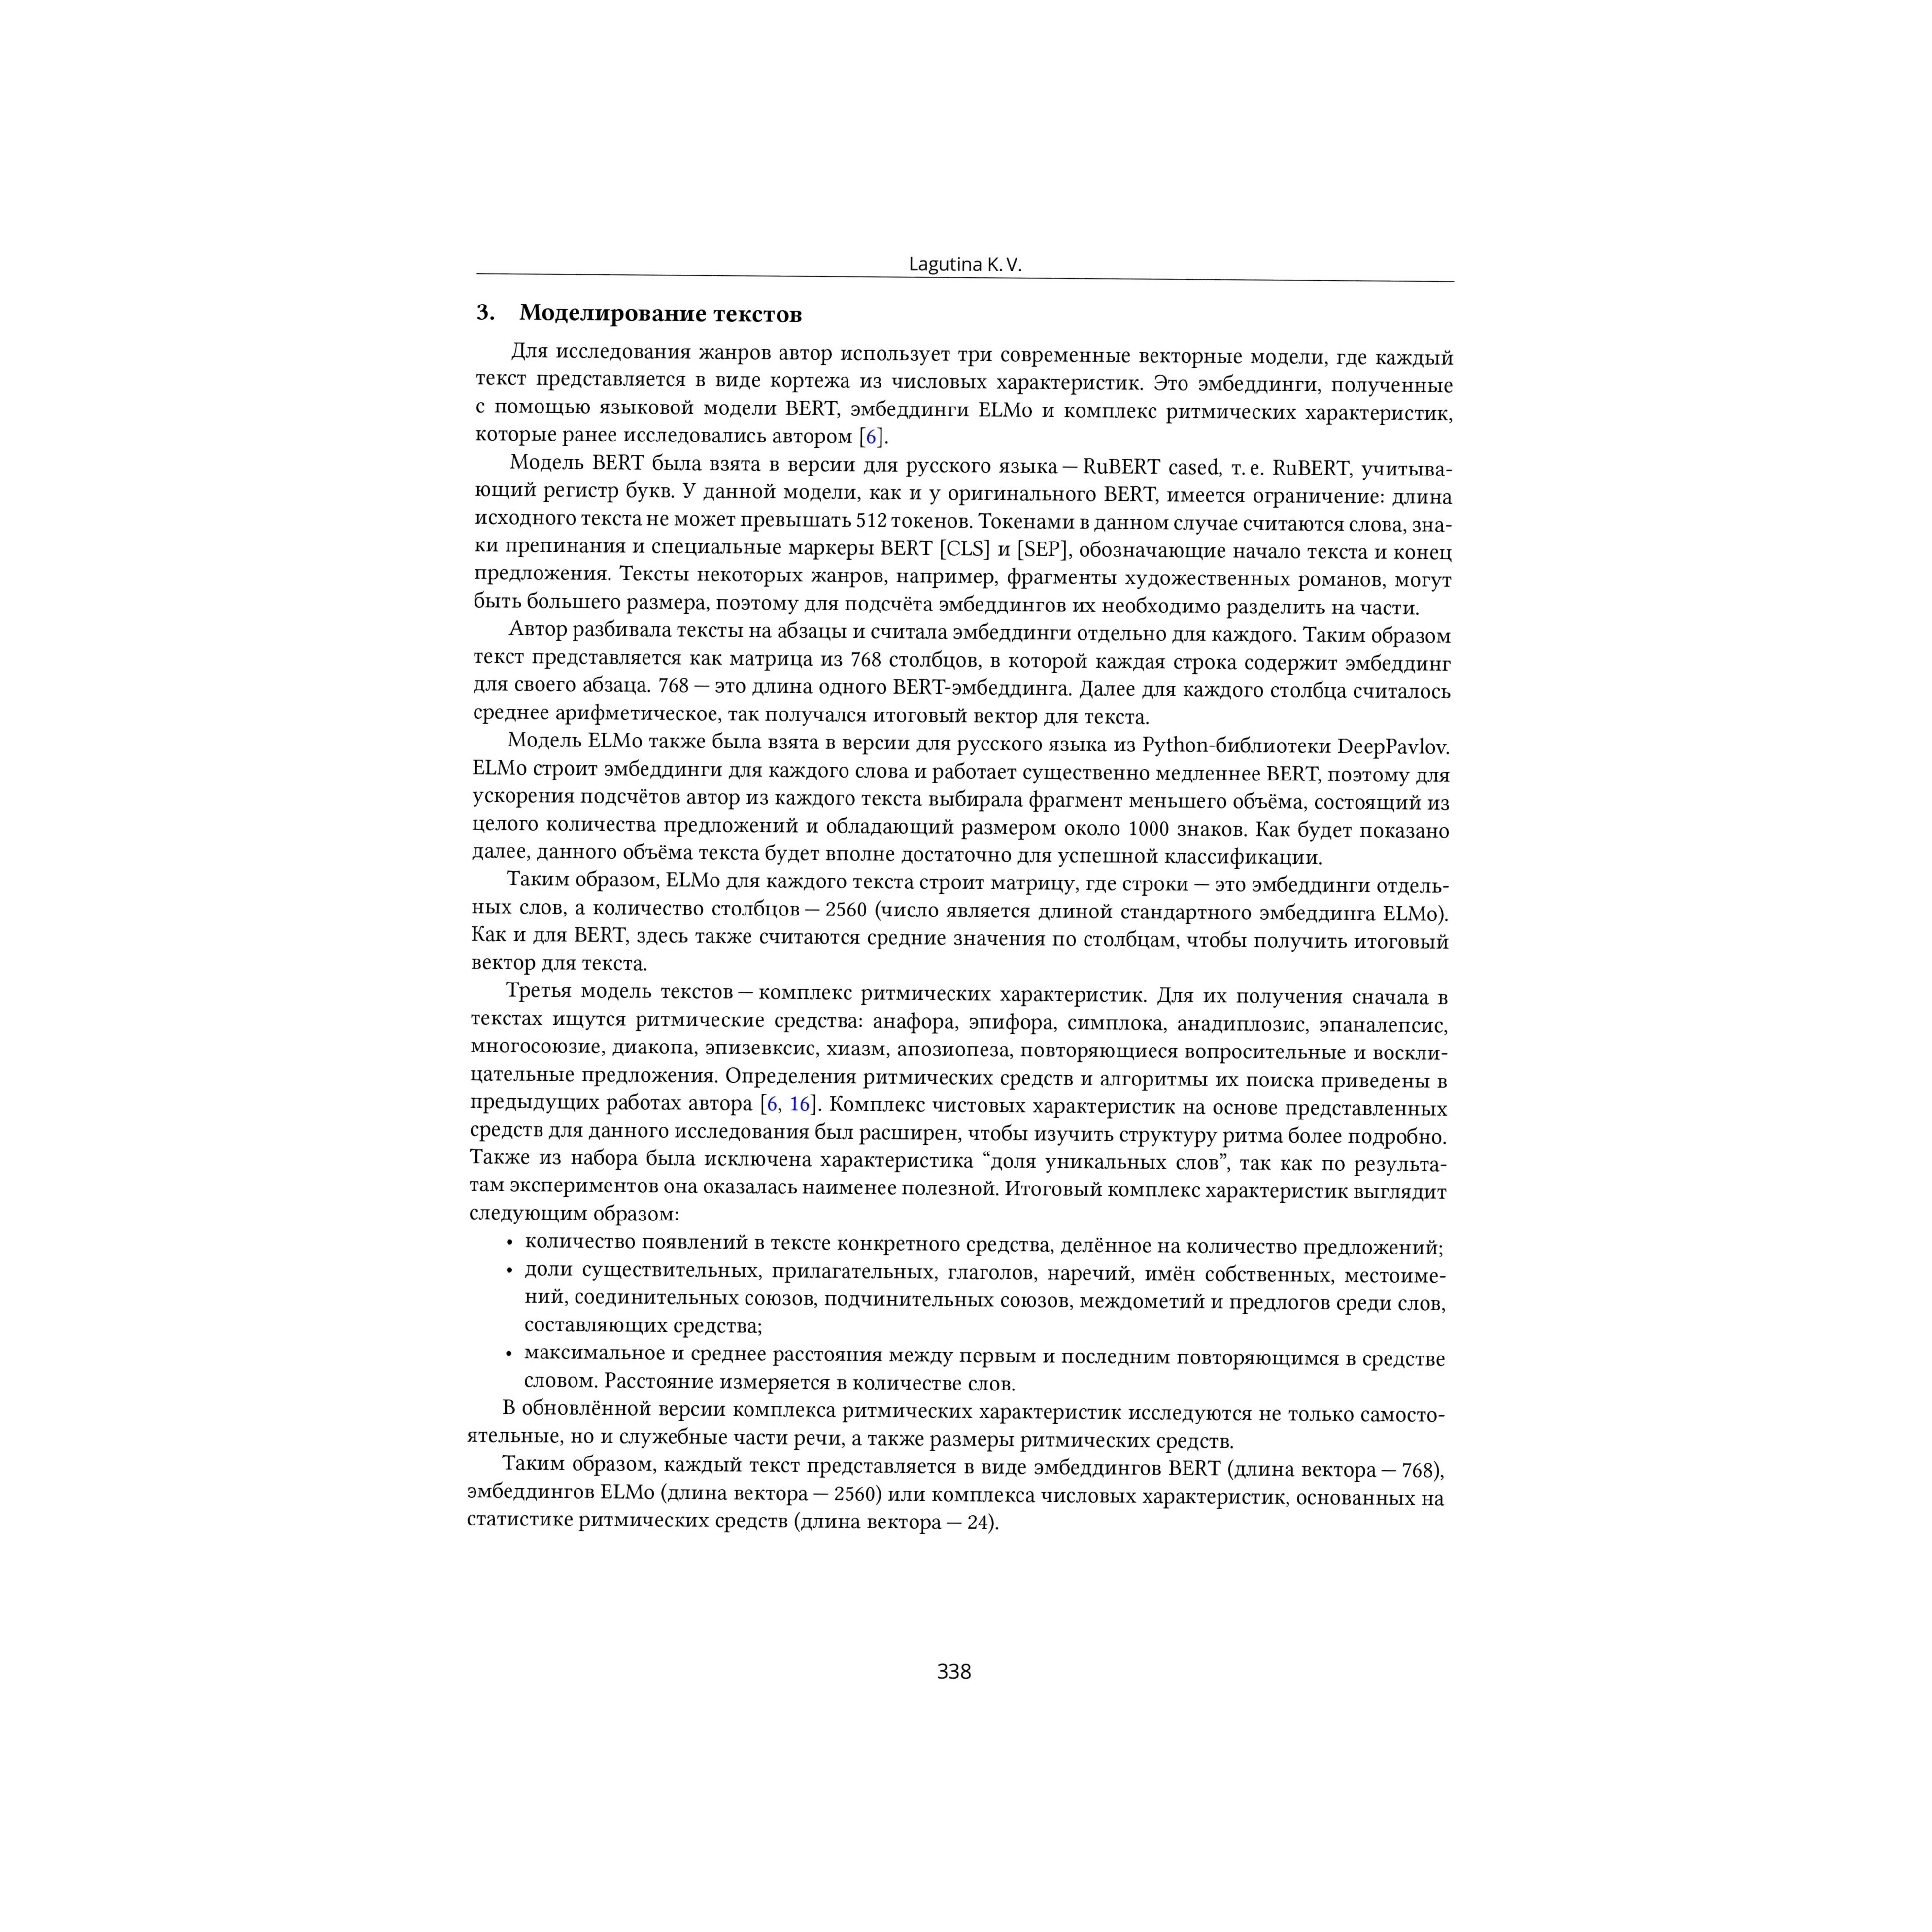 Lagutina K. V.
3. Моделирование текстов
Для исследования жанров автор использует три современные векторные модели, где каждый
текст представляется в виде кортежа из числовых характеристик. Это эмбеддинги, полученные
с помощью языковой модели BERT, эмбеддинги ELMo и комплекс ритмических характеристик,
которые ранее исследовались автором [6].
Модель BERT была взята в версии для русского языка — RuBERT cased, т. е. RuBERT, учитыва-
ющий регистр букв. У данной модели, как и у оригинального BERT, имеется ограничение: длина
исходного текста не может превышать 512 токенов. Токенами в данном случае считаются слова, зна-
ки препинания и специальные маркеры BERT [CLS] и [SEP], обозначающие начало текста и конец
предложения. Тексты некоторых жанров, например, фрагменты художественных романов, могут
быть большего размера, поэтому для подсчёта эмбеддингов их необходимо разделить на части.
Автор разбивала тексты на абзацы и считала эмбеддинги отдельно для каждого. Таким образом
текст представляется как матрица из 768 столбцов, в которой каждая строка содержит эмбеддинг
для своего абзаца. 768 — это длина одного BERT-эмбеддинга. Далее для каждого столбца считалось
среднее арифметическое, так получался итоговый вектор для текста.
Модель ELMo также была взята в версии для русского языка из Python-библиотеки DeepPavlov.
ELMo строит эмбеддинги для каждого слова и работает существенно медленнее BERT, поэтому для
ускорения подсчётов автор из каждого текста выбирала фрагмент меньшего объёма, состоящий из
целого количества предложений и обладающий размером около 1000 знаков. Как будет показано
далее, данного объёма текста будет вполне достаточно для успешной классификации.
Таким образом, ELMo для каждого текста строит матрицу, где строки — это эмбеддинги отдель-
ных слов, а количество столбцов — 2560 (число является длиной стандартного эмбеддинга ELMo).
Как и для BERT, здесь также считаются средние значения по столбцам, чтобы получить итоговый
вектор для текста.
Третья модель текстов — комплекс ритмических характеристик. Для их получения сначала в
текстах ищутся ритмические средства: анафора, эпифора, симплока, анадиплозис, эпаналепсис,
многосоюзие, диакопа, эпизевксис, хиазм, апозиопеза, повторяющиеся вопросительные и воскли-
цательные предложения. Определения ритмических средств и алгоритмы их поиска приведены в
предыдущих работах автора [6, 16]. Комплекс чистовых характеристик на основе представленных
средств для данного исследования был расширен, чтобы изучить структуру ритма более подробно.
Также из набора была исключена характеристика “доля уникальных слов”, так как по результа-
там экспериментов она оказалась наименее полезной. Итоговый комплекс характеристик выглядит
следующим образом:
• количество появлений в тексте конкретного средства, делённое на количество предложений;
• доли существительных, прилагательных, глаголов, наречий, имён собственных, местоиме-
ний, соединительных союзов, подчинительных союзов, междометий и предлогов среди слов,
составляющих средства;
• максимальное и среднее расстояния между первым и последним повторяющимся в средстве
словом. Расстояние измеряется в количестве слов.
В обновлённой версии комплекса ритмических характеристик исследуются не только самосто-
ятельные, но и служебные части речи, а также размеры ритмических средств.
Таким образом, каждый текст представляется в виде эмбеддингов BERT (длина вектора — 768),
эмбеддингов ELMo (длина вектора — 2560) или комплекса числовых характеристик, основанных на
статистике ритмических средств (длина вектора — 24).
338